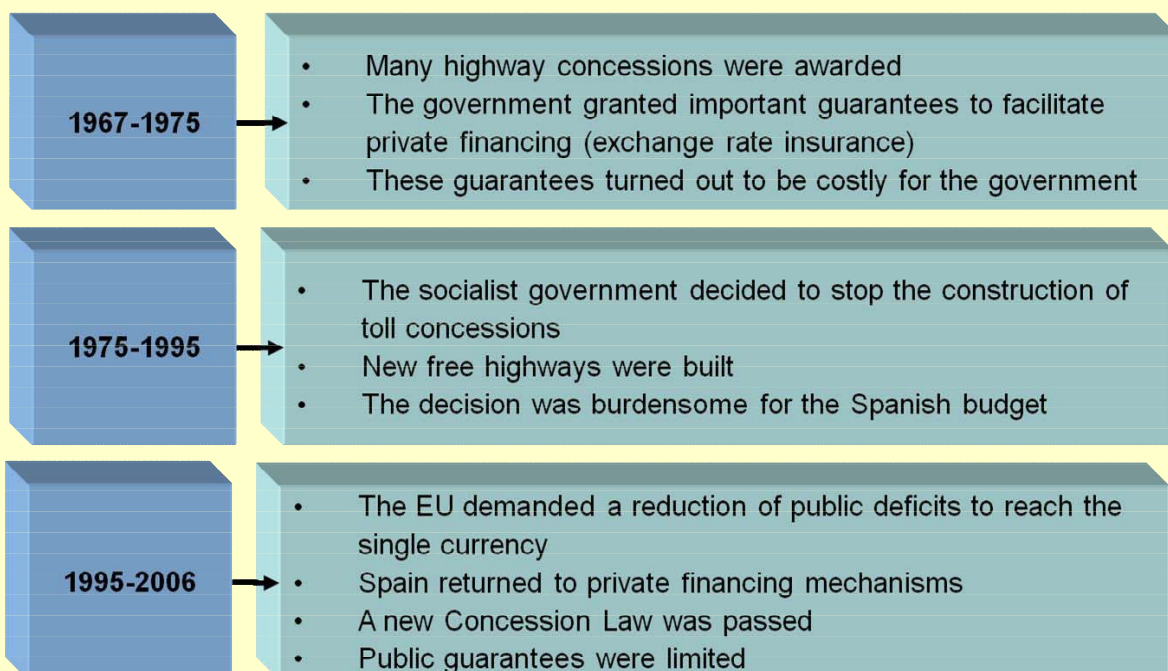 1967-1975
• Many highway concessions were awarded
• The government granted important guarantees to facilitate
private financing (exchange rate insurance)
• These guarantees turned out to be costly for the government
1975-1995
• The socialist government decided to stop the construction of
toll concessions
• New free highways were built
• The decision was burdensome for the Spanish budget
1995-2006
• The EU demanded a reduction of public deficits to reach the
single currency
• Spain returned to private financing mechanisms
• A new Concession Law was passed
• Public guarantees were limited